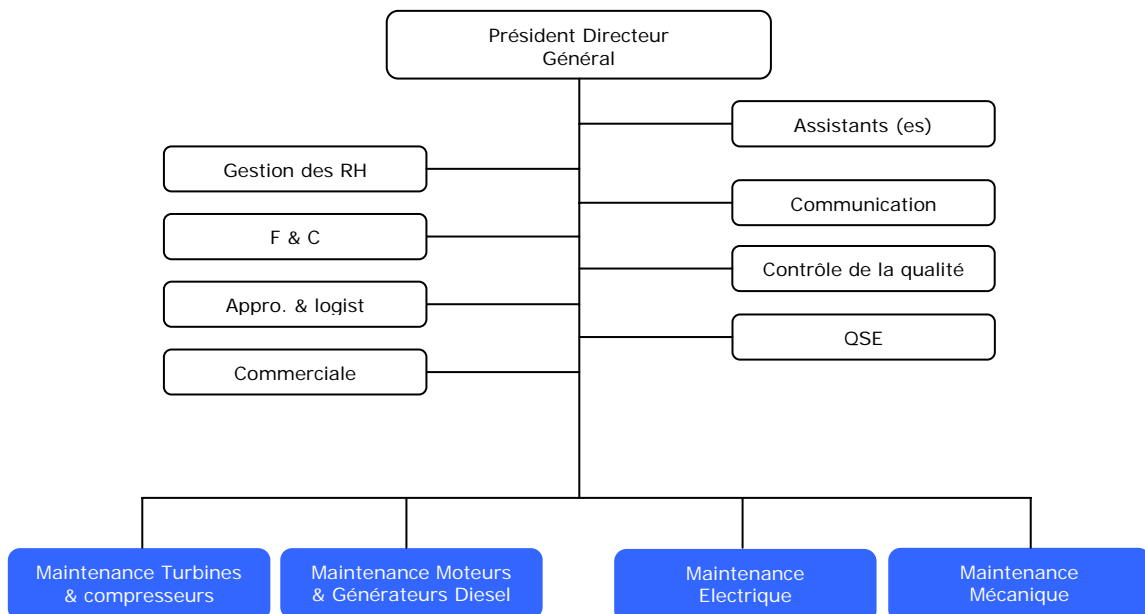 Président Directeur
Général
Assistants (es)
Gestion des RH
Communication
F & C
Contrôle de la qualité
Appro. & logist
QSE
Commerciale
Maintenance Turbines
& compresseurs
Maintenance Moteurs
& Générateurs Diesel
Maintenance
Electrique
Maintenance
Mécanique